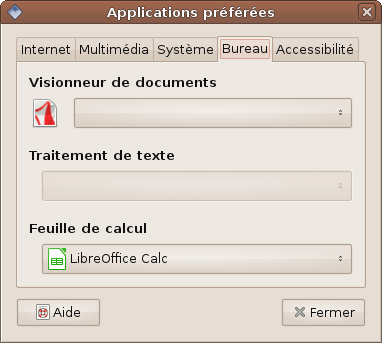 Applications préférées
Internet Multimédia Système Bureau Accessibilité
Visionneur de documents
Traitement de texte
Feuille de calcul
LibreOffice Calc
Aide Fermer